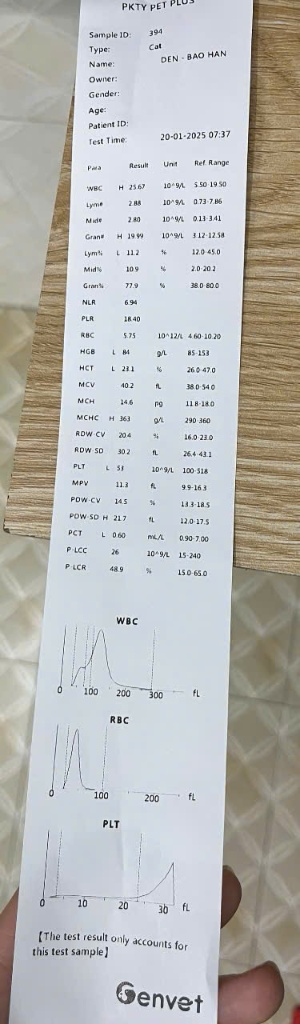 PKTY PET PLUS
Sample ID: 394
Type: Cat
Name: DEN - BAO HAN
Owner:
Gender:
Age:
Patient ID:
Test Time: 20-01-2025 07:37
Para Result Unit Ref. Range
WBC H 25.67 10^9/L 5.50-19.50
Lym# 2.88 10^9/L 0.73-7.86
Mid# 2.80 10^9/L 0.13-3.41
Gran# H 19.99 10^9/L 3.12-12.58
Lym% L 11.2 % 12.0-45.0
Mid% 10.9 % 2.0-20.2
Gran% 77.9 % 38.0-80.0
NLR 6.94
PLR 18.40
RBC 5.75 10^12/L 4.60-10.20
HGB L 84 g/L 85-153
HCT L 23.1 % 26.0-47.0
MCV 40.2 fL 38.0-54.0
MCH 14.6 pg 11.8-18.0
MCHC H 363 g/L 290-360
RDW-CV 20.4 % 16.0-23.0
RDW-SD 30.2 fL 26.4-43.1
PLT L 53 10^9/L 100-518
MPV 11.3 fL 9.9-16.3
PDW-CV 14.5 % 13.3-18.5
PDW-SD H 21.7 fL 12.0-17.5
PCT L 0.60 mL/L 0.90-7.00
P-LCC 26 10^9/L 15-240
P-LCR 48.9 % 15.0-65.0
WBC
0 100 200 300 fL
RBC
0 100 200 fL
PLT
0 10 20 30 fL
【The test result only accounts for
this test sample】
Genvet